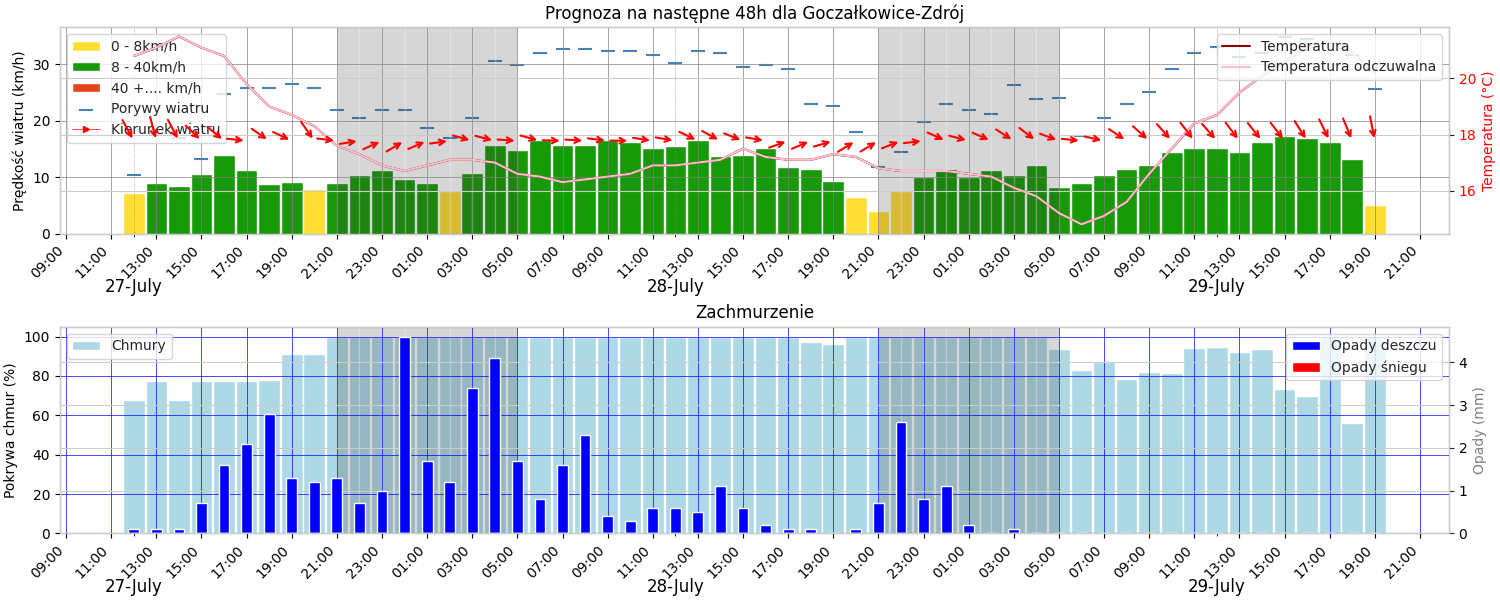 Prognoza na następne 48h dla Goczałkowice-Zdrój
Prędkość wiatru (km/h)
30
20
10
0
0 - 8km/h
8 - 40km/h
40 +.... km/h
Porywy wiatru
Kierunek wiatru
Temperatura
Temperatura odczuwalna
20
18
16
Temperatura (°C)
09:00 11:00 13:00 15:00 17:00 19:00 21:00 23:00 01:00 03:00 05:00 07:00 09:00 11:00 13:00 15:00 17:00 19:00 21:00 23:00 01:00 03:00 05:00 07:00 09:00 11:00 13:00 15:00 17:00 19:00 21:00
27-July 28-July 29-July
Zachmurzenie
Pokrywa chmur (%)
100
80
60
40
20
0
Chmury
Opady deszczu
Opady śniegu
4
3
2
1
0
Opady (mm)
09:00 11:00 13:00 15:00 17:00 19:00 21:00 23:00 01:00 03:00 05:00 07:00 09:00 11:00 13:00 15:00 17:00 19:00 21:00 23:00 01:00 03:00 05:00 07:00 09:00 11:00 13:00 15:00 17:00 19:00 21:00
27-July 28-July 29-July